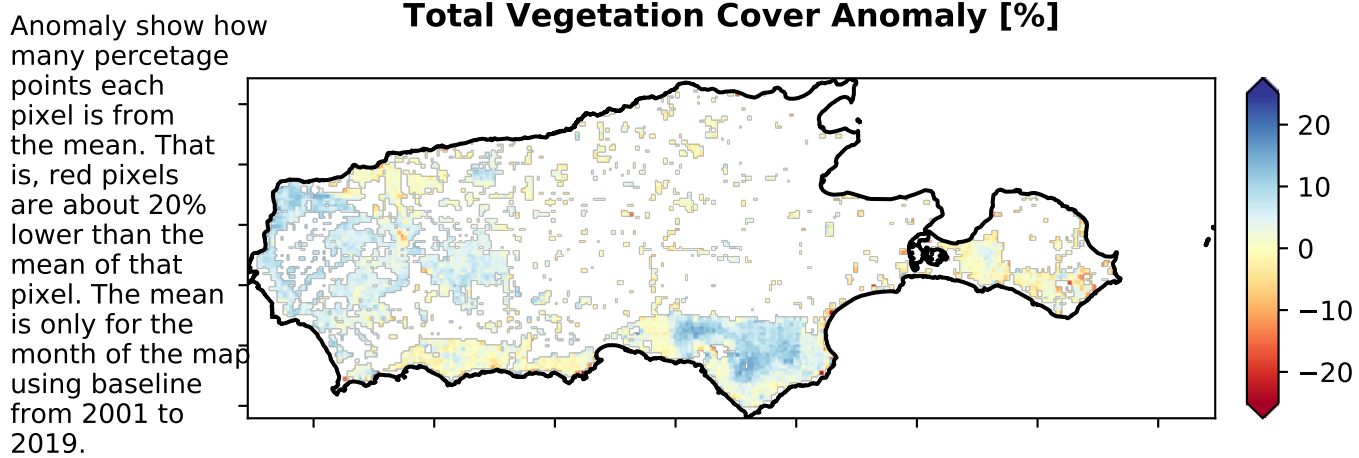 Total Vegetation Cover Anomaly [%]
Anomaly show how
many percetage
points each
pixel is from
the mean. That
is, red pixels
are about 20%
lower than the
mean of that
pixel. The mean
is only for the
month of the map
using baseline
from 2001 to
2019.
20
10
0
−10
−20